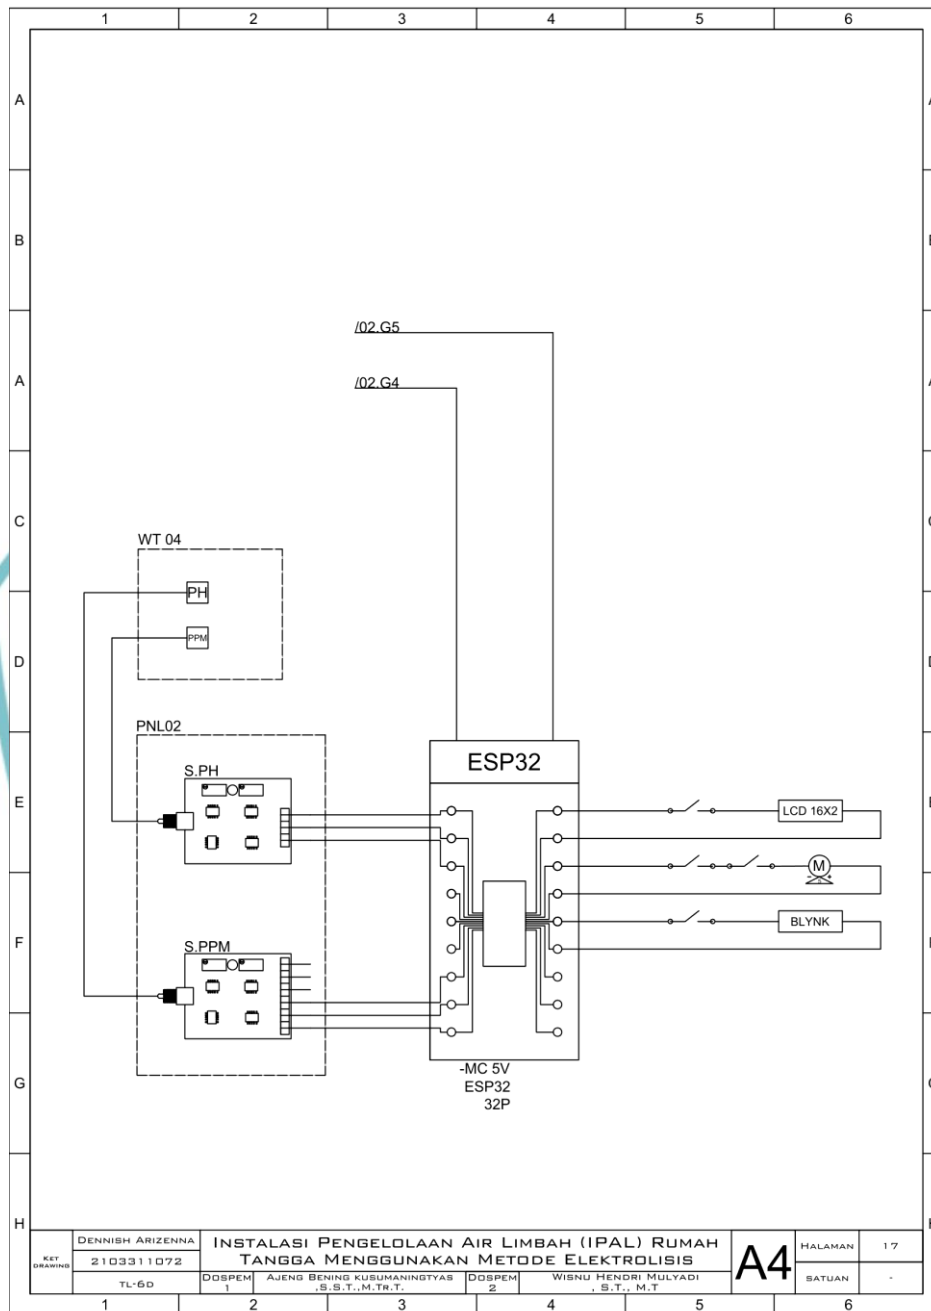 1 2 3 4 5 6
A
B
/02.G5
A
/02.G4
C
WT 04
PH
PPM
D
PNL02
ESP32
S.PH
E
LCD 16X2
M
F
BLYNK
S.PPM
-MC 5V
G
ESP32
32P
H
KET DRAWING
DENNISH ARIZENNA
2103311072
TL-6D
INSTALASI PENGELOLAAN AIR LIMBAH (IPAL) RUMAH
TANGGA MENGGUNAKAN METODE ELEKTROLISIS
DOSPEM 1
AJENG BENING KUSUMANINGTYAS
,S.S.T.,M.TR.T.
DOSPEM 2
WISNU HENDRI MULYADI
, S.T., M.T
A4
HALAMAN 17
SATUAN -
1 2 3 4 5 6